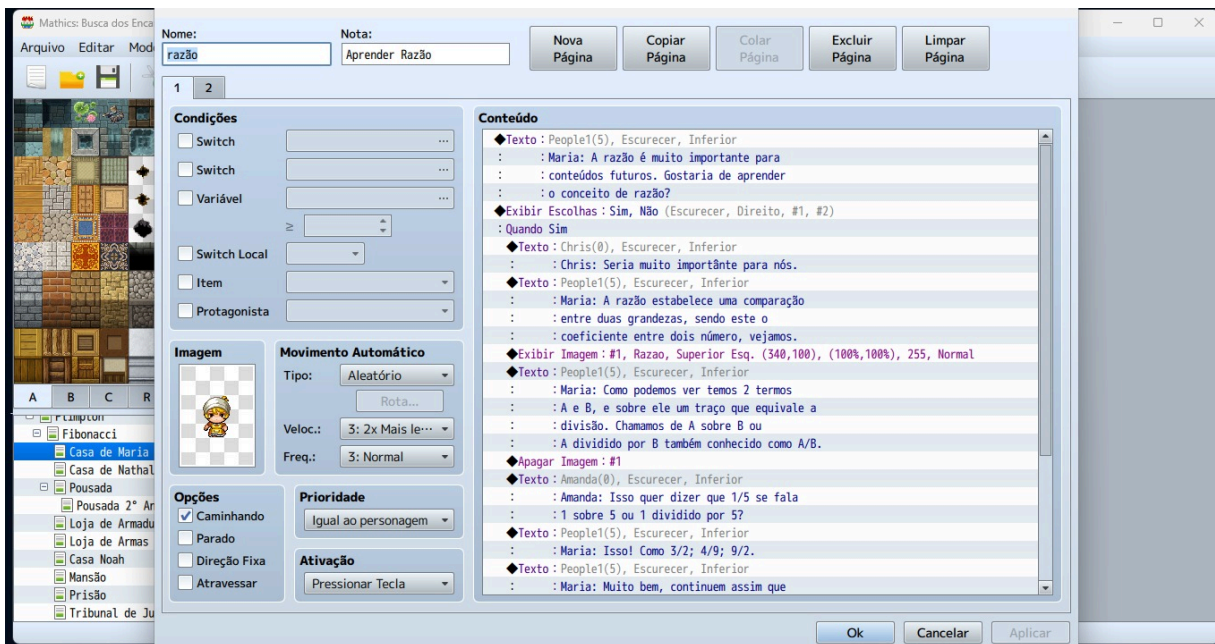 Mathics: Busca dos Enca
Arquivo Editar Mod
Nome:
razão
Nota:
Aprender Razão
Nova Página
Copiar Página
Colar Página
Excluir Página
Limpar Página
1 2
Condições
Switch
Switch
Variável
≥
Switch Local
Item
Protagonista
Imagem
Movimento Automático
Tipo: Aleatório
Rota...
Veloc.: 3: 2x Mais le...
Freq.: 3: Normal
Opções
Caminhando
Parado
Direção Fixa
Atravessar
Prioridade
Igual ao personagem
Ativação
Pressionar Tecla
A B C R
Plimpton
Fibonacci
Casa de Maria
Casa de Nathal
Pousada
Pousada 2° An
Loja de Armadu
Loja de Armas
Casa Noah
Mansão
Prisão
Tribunal de Ju
Conteúdo
◆Texto : People1(5), Escurecer, Inferior
: : Maria: A razão é muito importante para
: : conteúdos futuros. Gostaria de aprender
: : o conceito de razão?
◆Exibir Escolhas : Sim, Não (Escurecer, Direito, #1, #2)
: Quando Sim
◆Texto : Chris(0), Escurecer, Inferior
: : Chris: Seria muito importânte para nós.
◆Texto : People1(5), Escurecer, Inferior
: : Maria: A razão estabelece uma comparação
: : entre duas grandezas, sendo este o
: : coeficiente entre dois número, vejamos.
◆Exibir Imagem : #1, Razao, Superior Esq. (340,100), (100%,100%), 255, Normal
◆Texto : People1(5), Escurecer, Inferior
: : Maria: Como podemos ver temos 2 termos
: : A e B, e sobre ele um traço que equivale a
: : divisão. Chamamos de A sobre B ou
: : A dividido por B também conhecido como A/B.
◆Apagar Imagem : #1
◆Texto : Amanda(0), Escurecer, Inferior
: : Amanda: Isso quer dizer que 1/5 se fala
: : 1 sobre 5 ou 1 dividido por 5?
◆Texto : People1(5), Escurecer, Inferior
: : Maria: Isso! Como 3/2; 4/9; 9/2.
◆Texto : People1(5), Escurecer, Inferior
: : Maria: Muito bem, continuem assim que
Ok
Cancelar
Aplicar